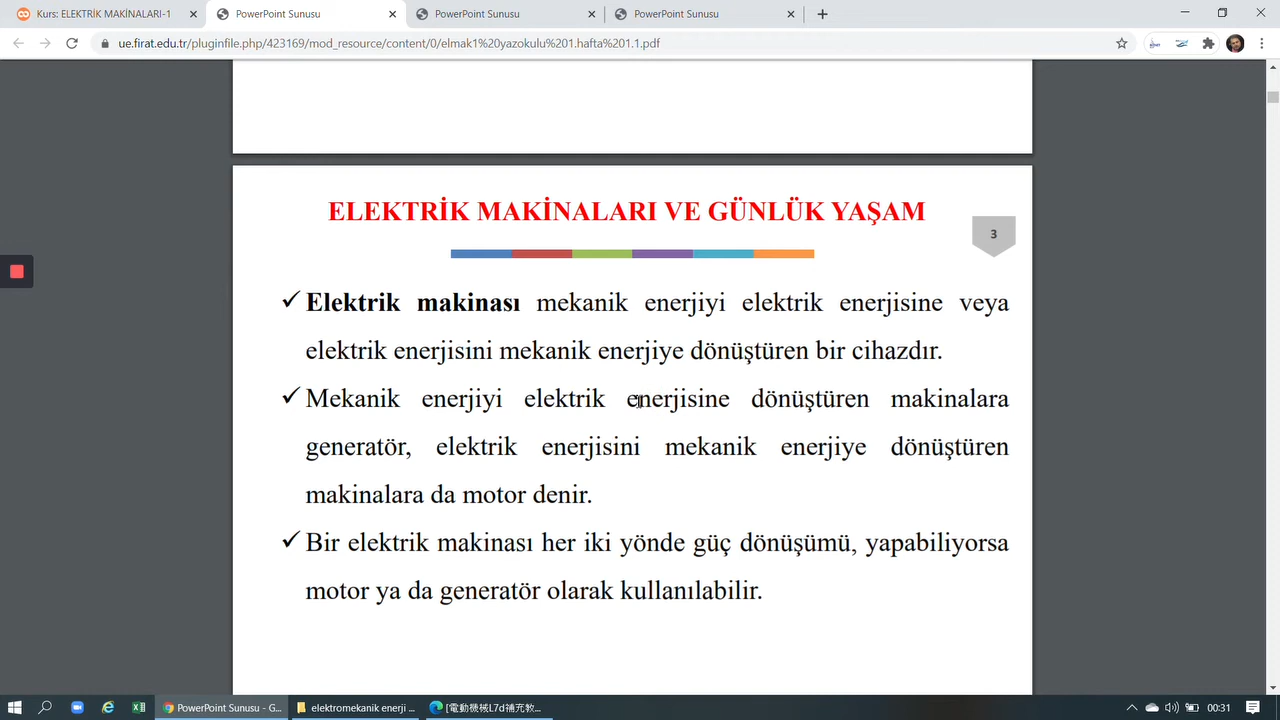 Kurs: ELEKTRİK MAKİNALARI-1
PowerPoint Sunusu
PowerPoint Sunusu
PowerPoint Sunusu
ue.firat.edu.tr/pluginfile.php/423169/mod_resource/content/0/elmak1%20yazokulu%201.hafta%201.1.pdf
ELEKTRİK MAKİNALARI VE GÜNLÜK YAŞAM
3
✓ Elektrik makinası mekanik enerjiyi elektrik enerjisine veya
elektrik enerjisini mekanik enerjiye dönüştüren bir cihazdır.
✓ Mekanik enerjiyi elektrik enerjisine dönüştüren makinalara
generatör, elektrik enerjisini mekanik enerjiye dönüştüren
makinalara da motor denir.
✓ Bir elektrik makinası her iki yönde güç dönüşümü, yapabiliyorsa
motor ya da generatör olarak kullanılabilir.
PowerPoint Sunusu - G...
elektromekanik enerji ...
[電動機械L7d補充教...
00:31